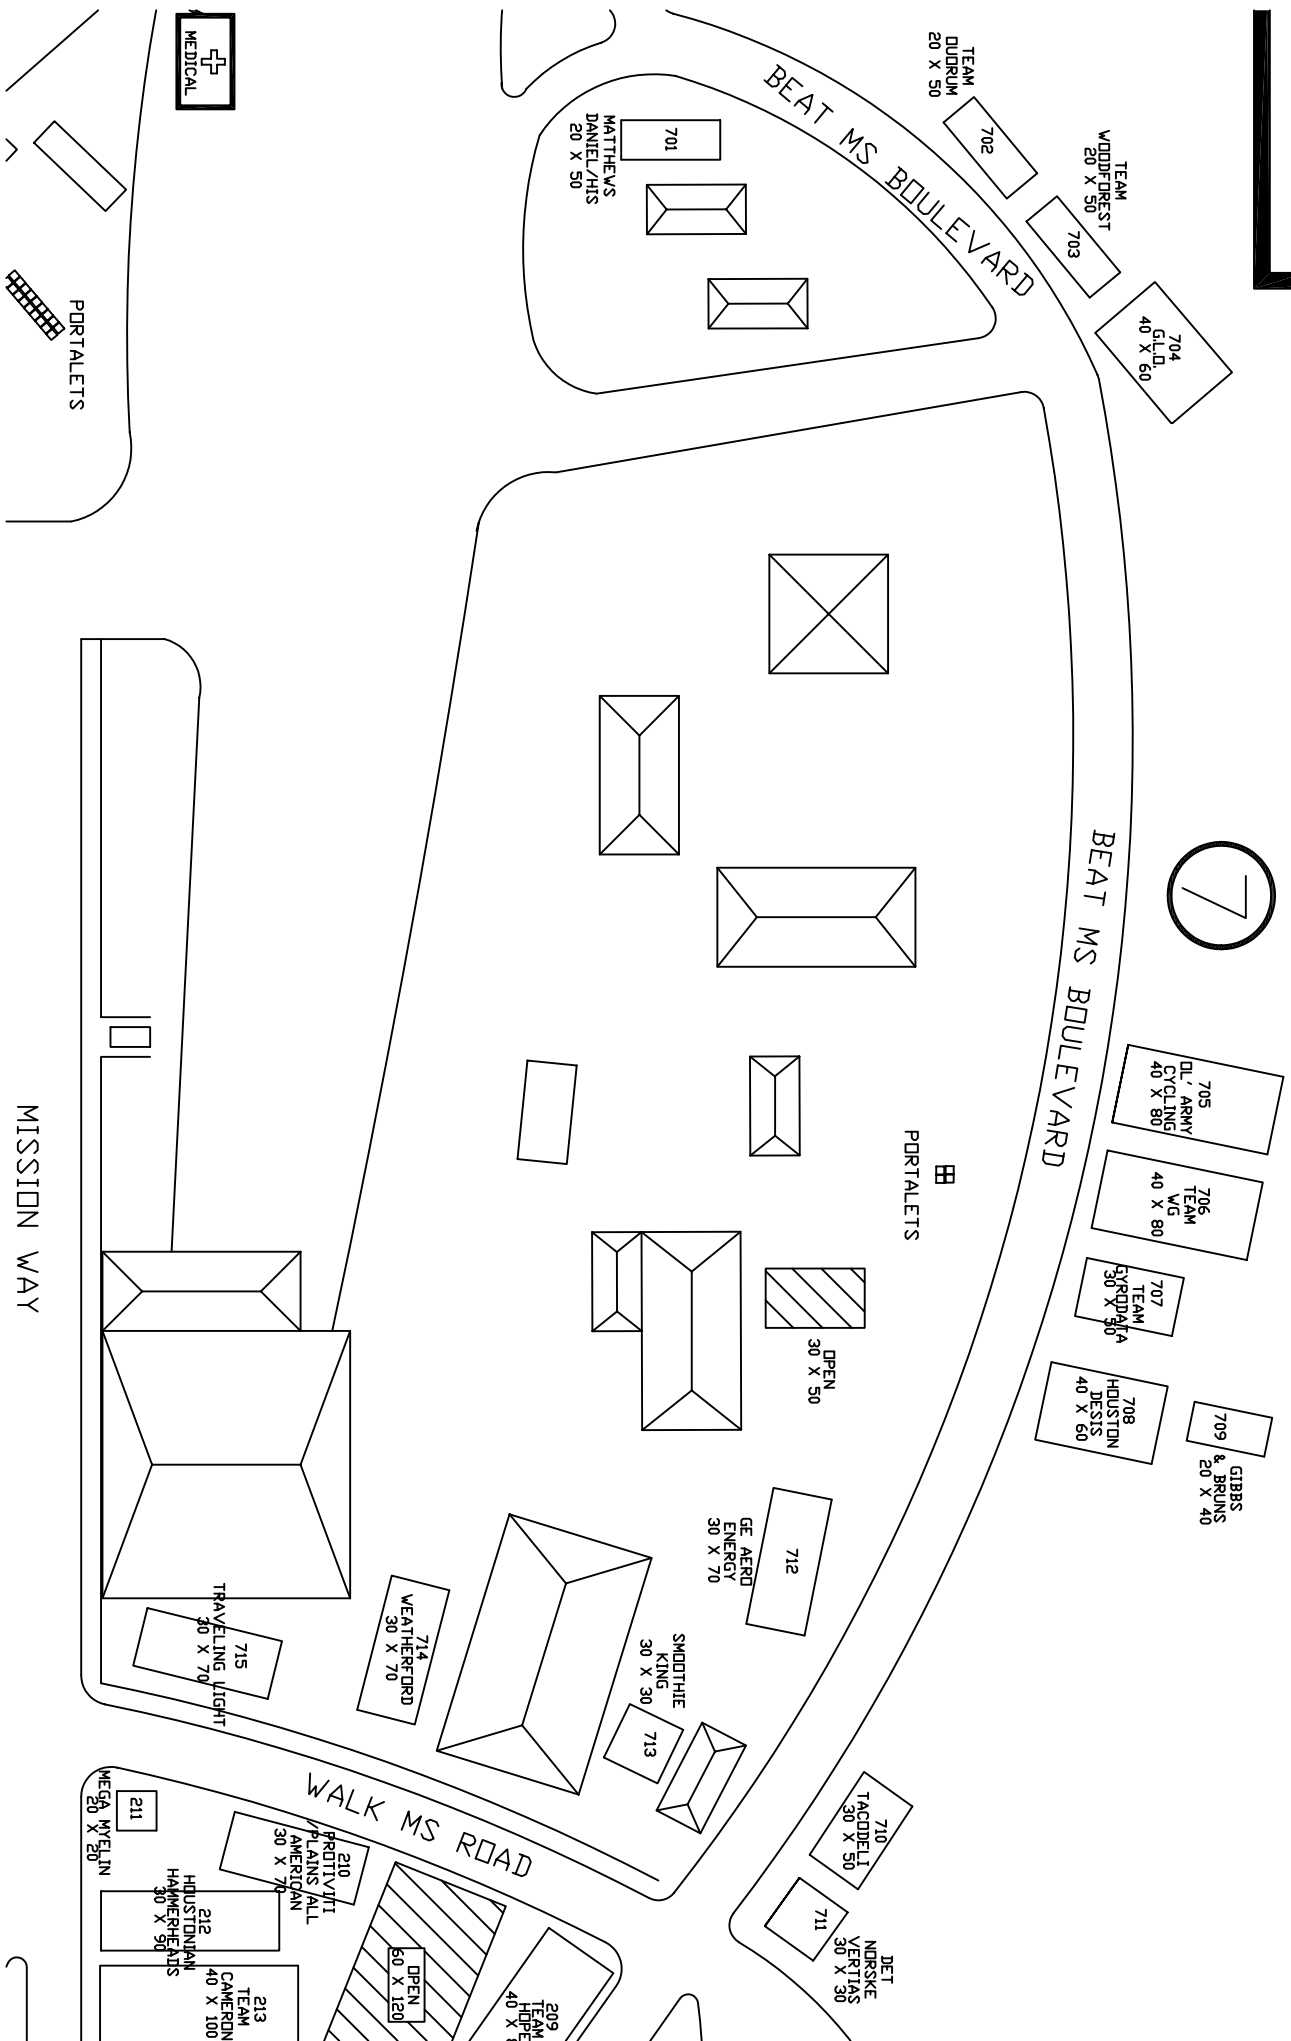 MEDICAL
PORTALETS
MATTHEWS
DANIEL/HIS
20 X 50
701
BEAT MS BOULEVARD
TEAM
QUORUM
20 X 50
702
TEAM
WOODFOREST
20 X 50
703
704
G.L.O.
40 X 60
7
BEAT MS BOULEVARD
705
OL' ARMY
CYCLING
40 X 80
706
TEAM
WG
40 X 80
707
TEAM
GYRODATA
30 X 50
708
HOUSTON
DESIS
40 X 60
709
GIBBS
& BRUNS
20 X 40
PORTALETS
OPEN
30 X 50
712
GE AERO
ENERGY
30 X 70
SMOOTHIE
KING
30 X 30
713
714
WEATHERFORD
30 X 70
715
TRAVELING LIGHT
30 X 70
MISSION WAY
WALK MS ROAD
710
TACODELI
30 X 50
711
DET
NORSKE
VERTIAS
30 X 30
211
MEGA MYELIN
20 X 20
210
PROTIVITI
/PLAINS ALL
AMERICAN
30 X 70
212
HOUSTONIAN
HAMMERHEADS
30 X 90
213
TEAM
CAMERON
40 X 100
OPEN
60 X 120
209
TEAM
HOPE
40 X